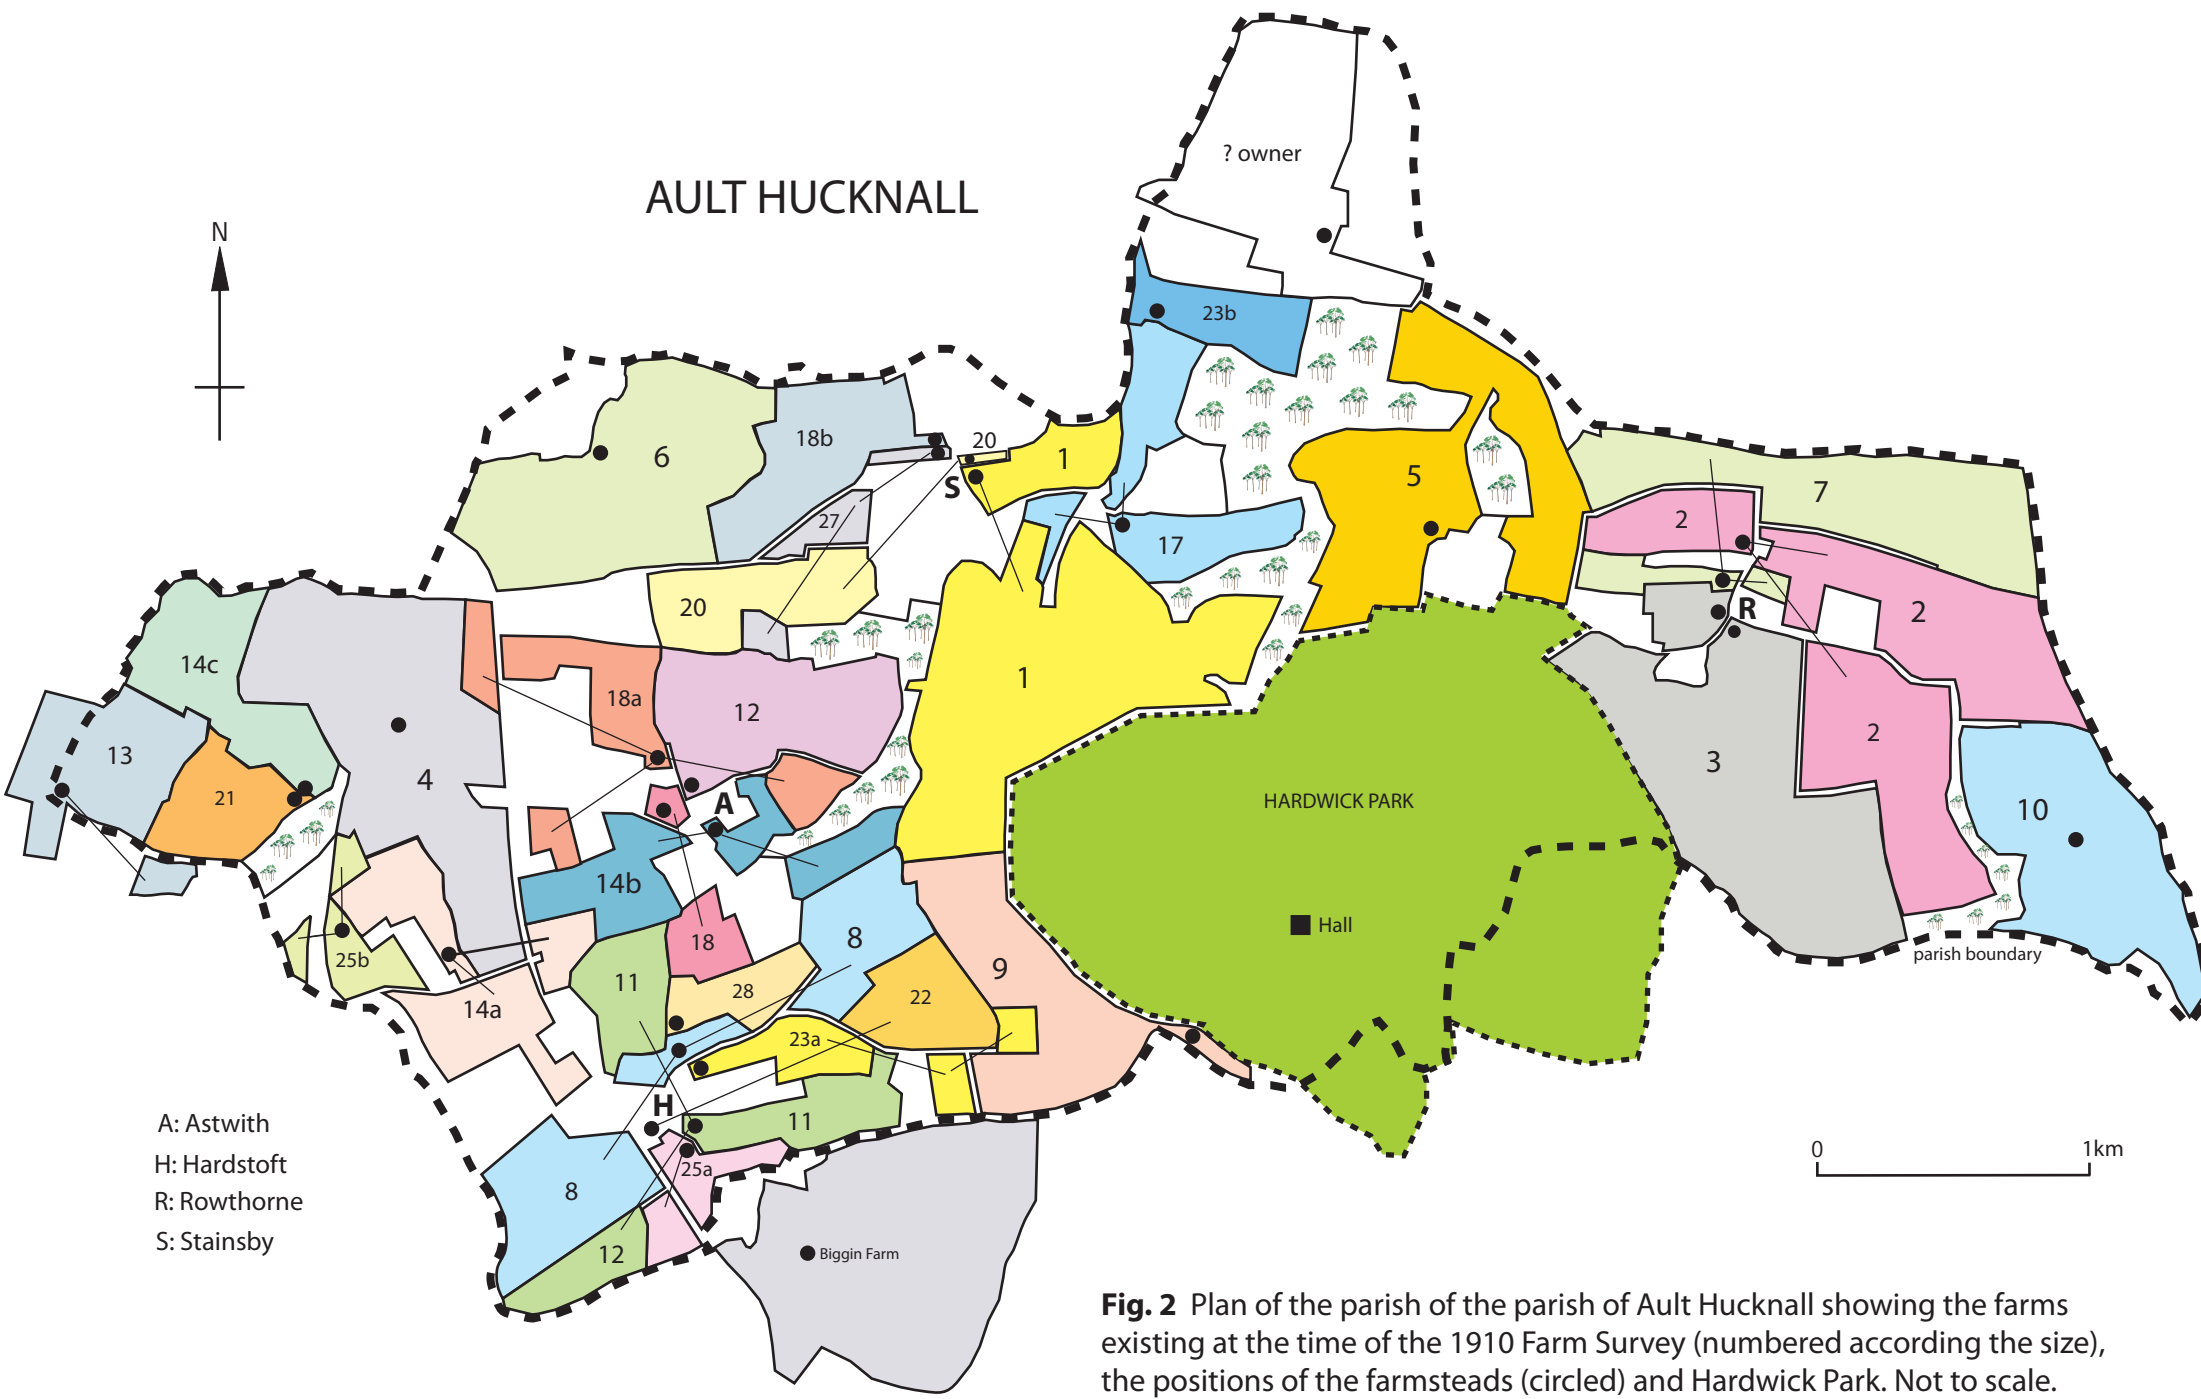 AULT HUCKNALL
N
? owner
23b
20
18b
1
6
S
5
7
2
27
17
20
R
2
14c
18a
1
12
13
2
3
4
21
A
HARDWICK PARK
10
14b
Hall
18
8
25b
9
parish boundary
11
28
22
14a
23a
H
11
25a
8
12
Biggin Farm
A: Astwith
H: Hardstoft
R: Rowthorne
S: Stainsby
0 1km
Fig. 2 Plan of the parish of the parish of Ault Hucknall showing the farms
existing at the time of the 1910 Farm Survey (numbered according the size),
the positions of the farmsteads (circled) and Hardwick Park. Not to scale.